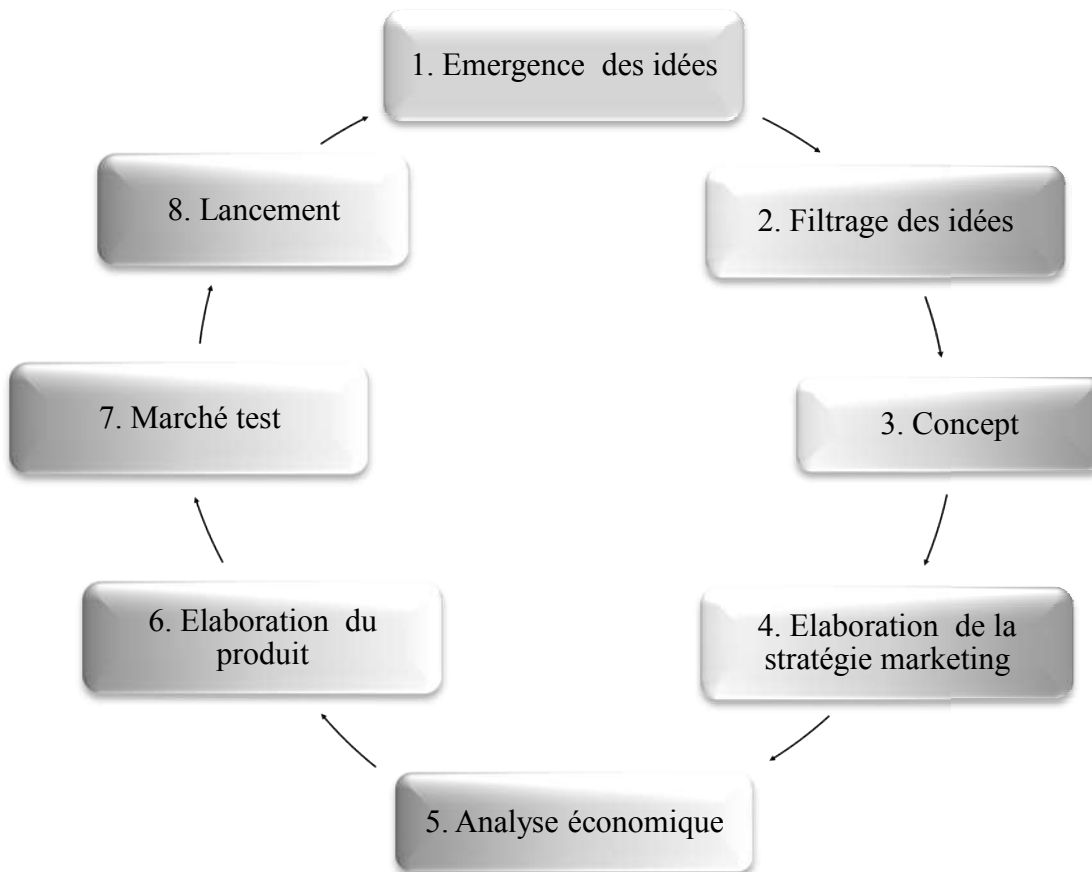 1. Emergence des idées
2. Filtrage des idées
3. Concept
4. Elaboration de la
stratégie marketing
5. Analyse économique
6. Elaboration du
produit
7. Marché test
8. Lancement